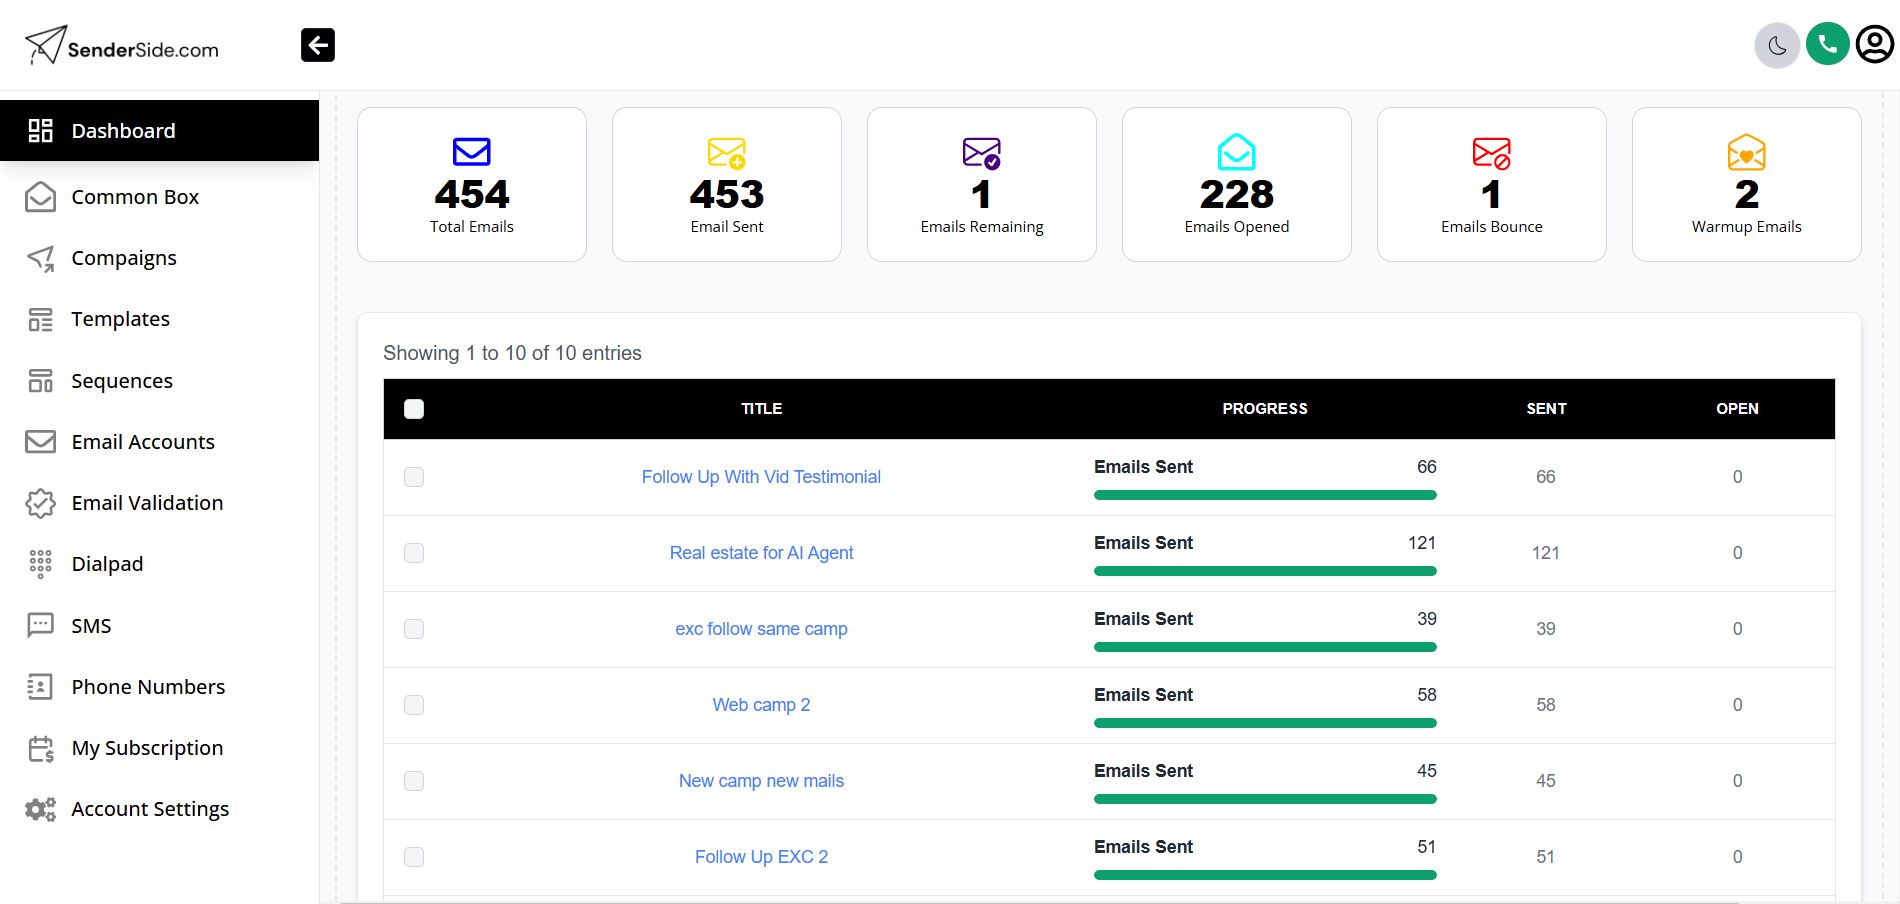 SenderSide.com
Dashboard
Common Box
Compaigns
Templates
Sequences
Email Accounts
Email Validation
Dialpad
SMS
Phone Numbers
My Subscription
Account Settings
454
Total Emails
453
Email Sent
1
Emails Remaining
228
Emails Opened
1
Emails Bounce
2
Warmup Emails
Showing 1 to 10 of 10 entries
TITLE PROGRESS SENT OPEN
Follow Up With Vid Testimonial Emails Sent 66 66 0
Real estate for AI Agent Emails Sent 121 121 0
exc follow same camp Emails Sent 39 39 0
Web camp 2 Emails Sent 58 58 0
New camp new mails Emails Sent 45 45 0
Follow Up EXC 2 Emails Sent 51 51 0